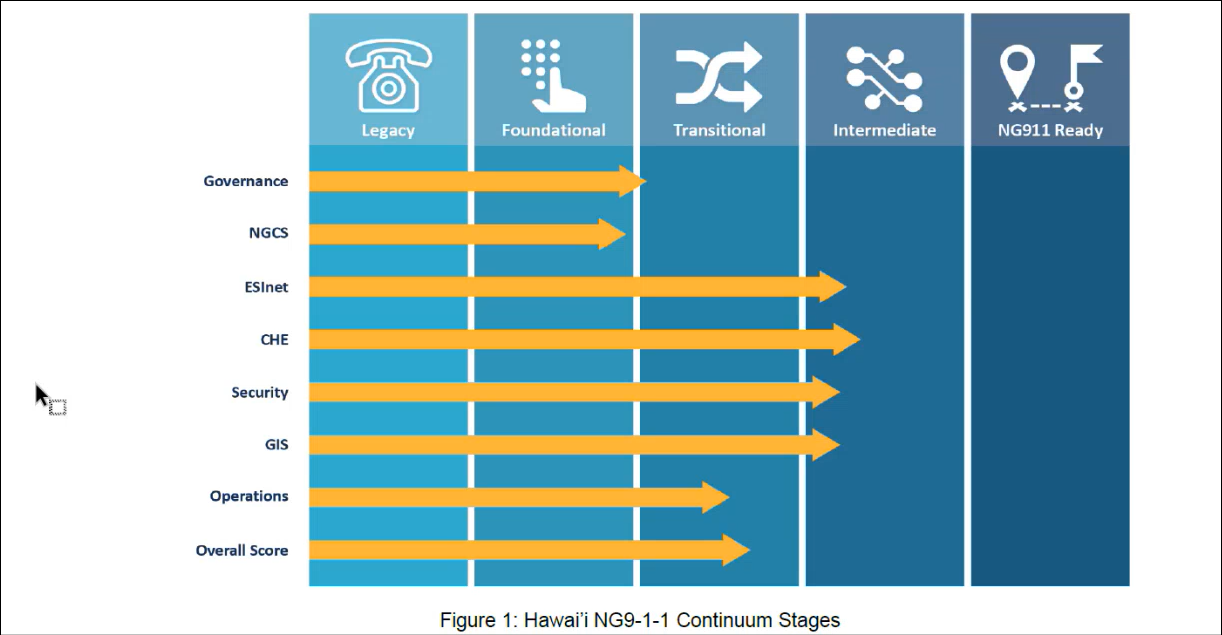 Legacy
Foundational
Transitional
Intermediate
NG911 Ready
Governance
NGCS
ESInet
CHE
Security
GIS
Operations
Overall Score
Figure 1: Hawai’i NG9-1-1 Continuum Stages